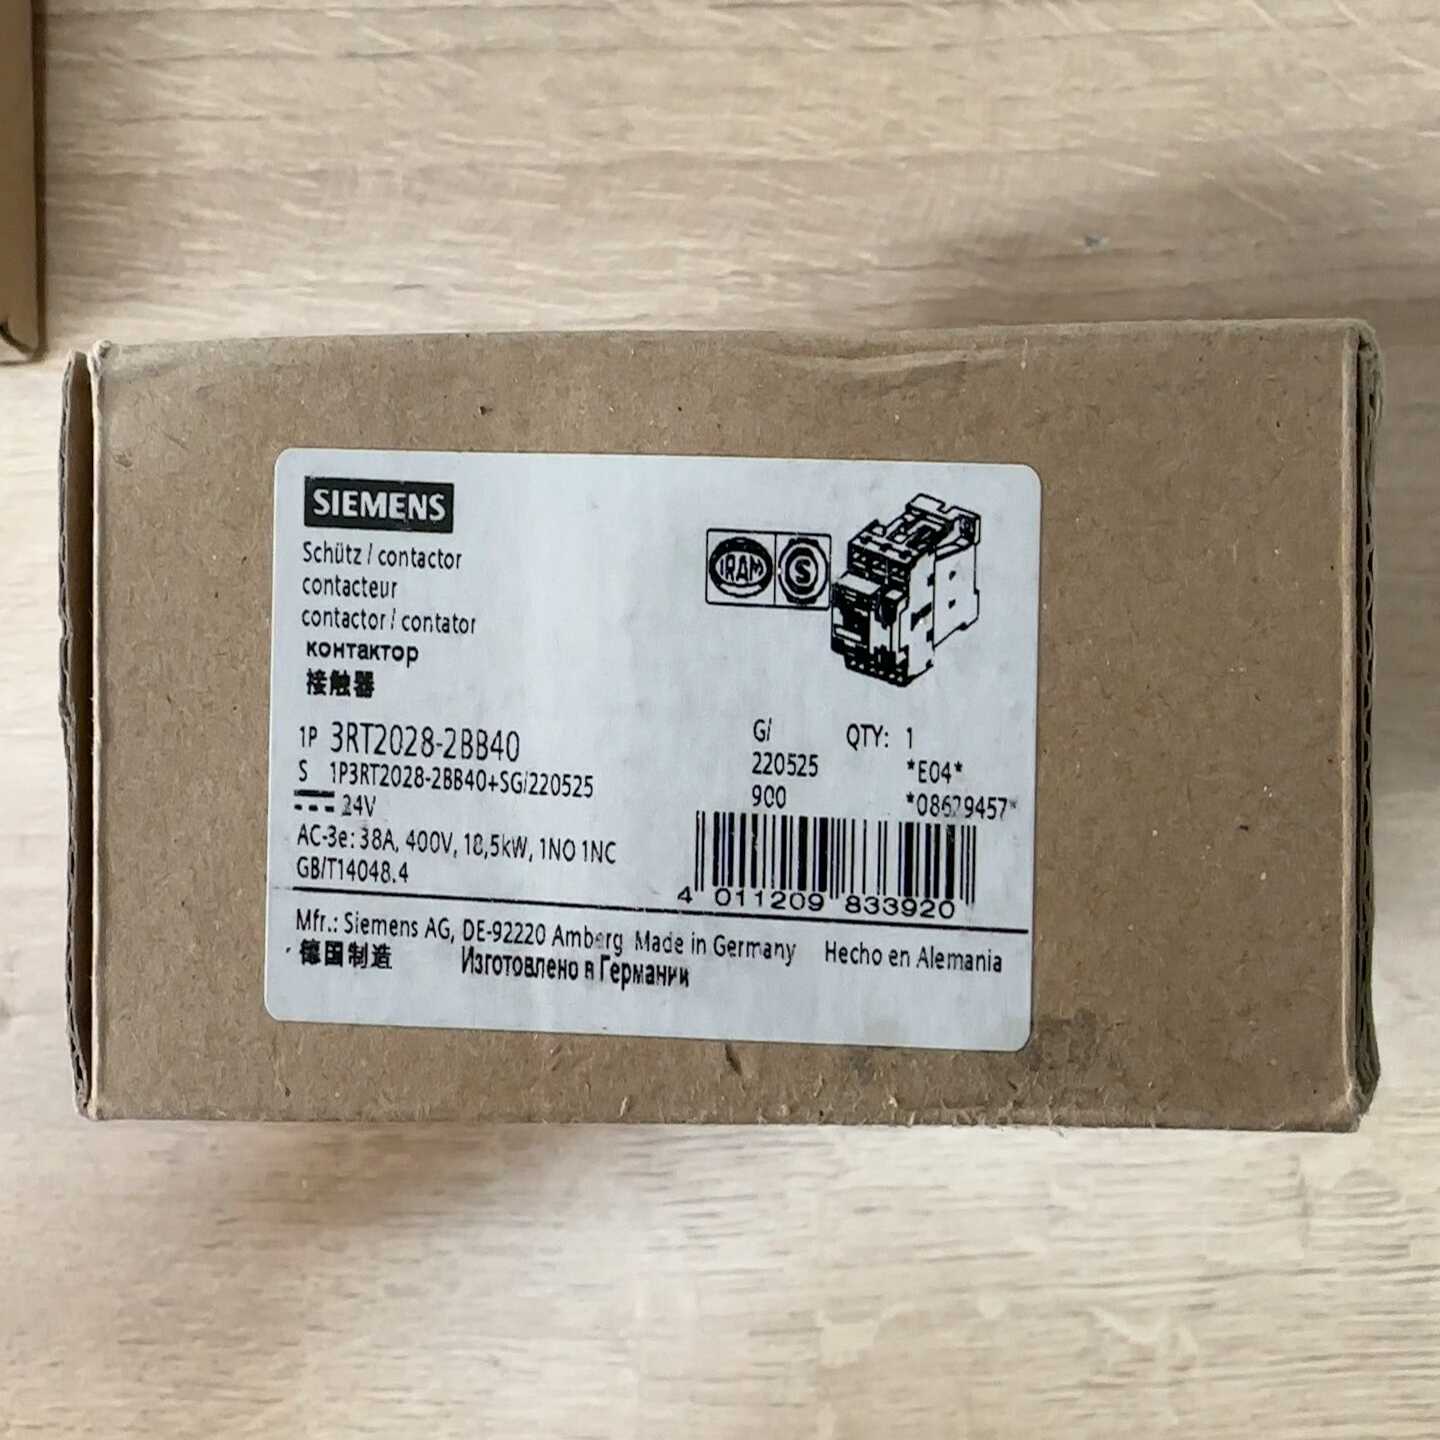 SIEMENS
Schütz / contactor
contacteur
contactor / contator
контактор
接触器
IRAM S
1P 3RT2028-2BB40
S 1P3RT2028-2BB40+SG/220525
24V
AC-3e: 38A, 400V, 18,5kW, 1NO 1NC
GB/T14048.4
G/ QTY: 1
220525 *E04*
900 *08629457*
4 011209 833920
Mfr.: Siemens AG, DE-92220 Amberg Made in Germany Hecho en Alemania
德国制造 Изготовлено в Германии